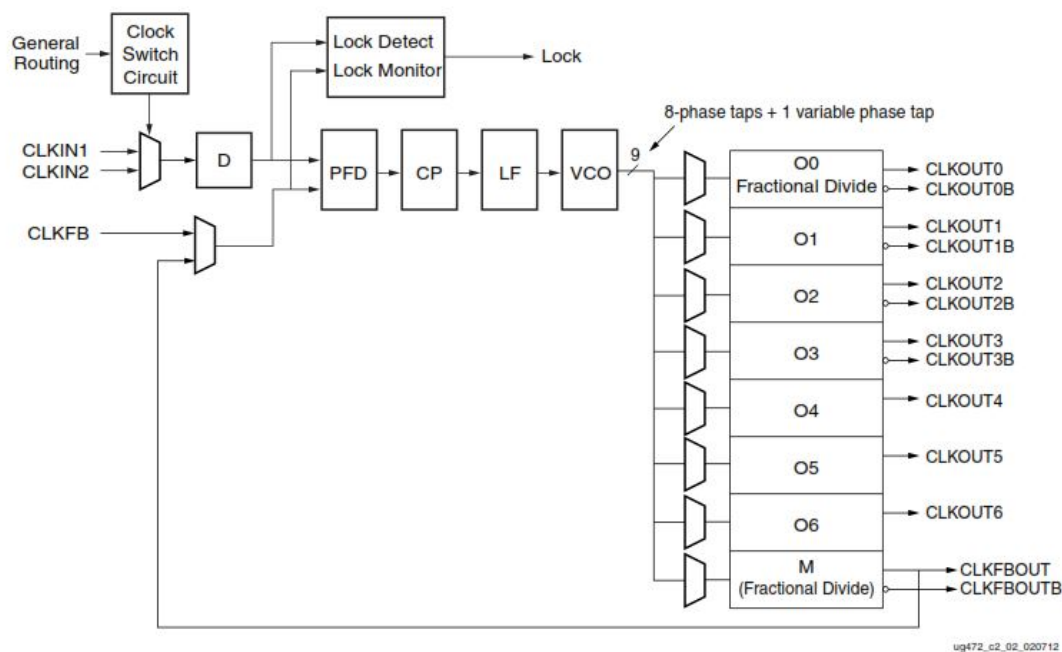 General
Routing
Clock
Switch
Circuit
Lock Detect
Lock Monitor
Lock
8-phase taps + 1 variable phase tap
CLKIN1
CLKIN2
D
PFD
CP
LF
VCO
9
CLKFB
O0
Fractional Divide
CLKOUT0
CLKOUT0B
O1
CLKOUT1
CLKOUT1B
O2
CLKOUT2
CLKOUT2B
O3
CLKOUT3
CLKOUT3B
O4
CLKOUT4
O5
CLKOUT5
O6
CLKOUT6
M
(Fractional Divide)
CLKFBOUT
CLKFBOUTB
ug472_c2_02_020712